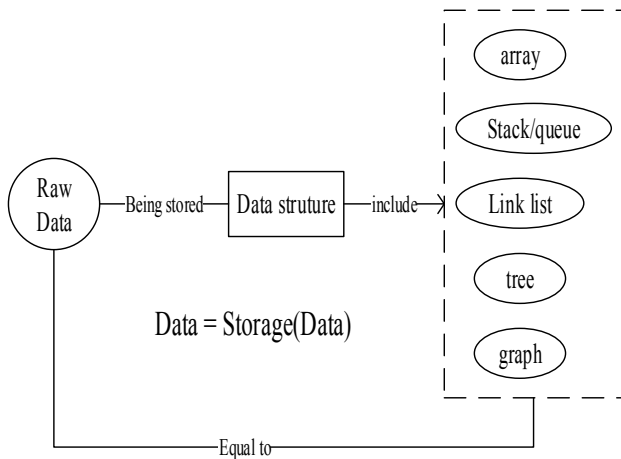 array
Stack/queue
Raw
Data
Being stored
Data struture
include
Link list
tree
Data = Storage(Data)
graph
Equal to